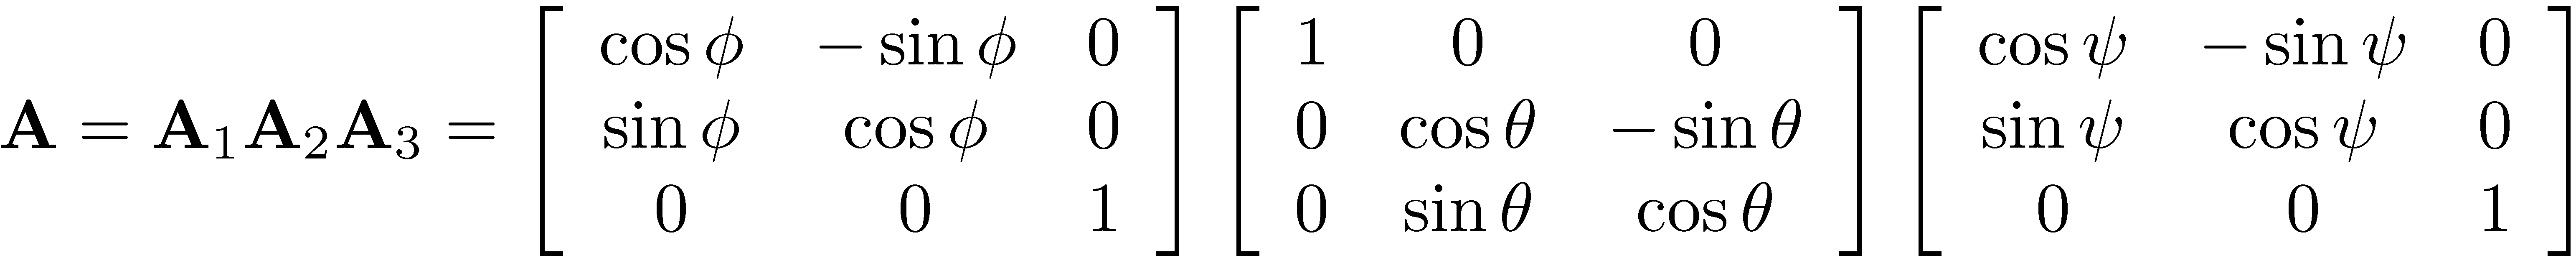 𝐀 = 𝐀₁𝐀₂𝐀₃ = [ cos ϕ −sin ϕ 0 ; sin ϕ cos ϕ 0 ; 0 0 1 ] [ 1 0 0 ; 0 cos θ −sin θ ; 0 sin θ cos θ ] [ cos ψ −sin ψ 0 ; sin ψ cos ψ 0 ; 0 0 1 ]